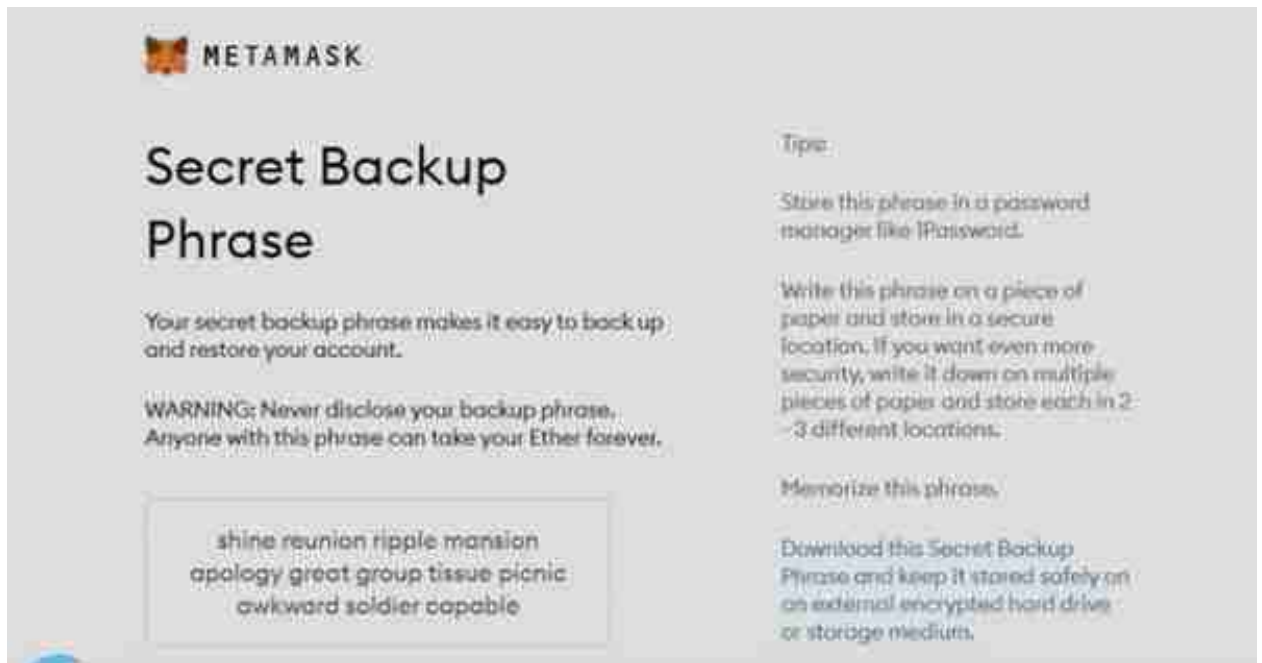 METAMASK
Secret Backup
Phrase
Your secret backup phrase makes it easy to back up
and restore your account.
WARNING: Never disclose your backup phrase.
Anyone with this phrase can take your Ether forever.
shine reunion ripple mansion
apology great group tissue picnic
awkward soldier capable
Tips:
Store this phrase in a password
manager like 1Password.
Write this phrase on a piece of
paper and store in a secure
location. If you want even more
security, write it down on multiple
pieces of paper and store each in 2
-3 different locations.
Memorize this phrase.
Download this Secret Backup
Phrase and keep it stored safely on
an external encrypted hard drive
or storage medium.